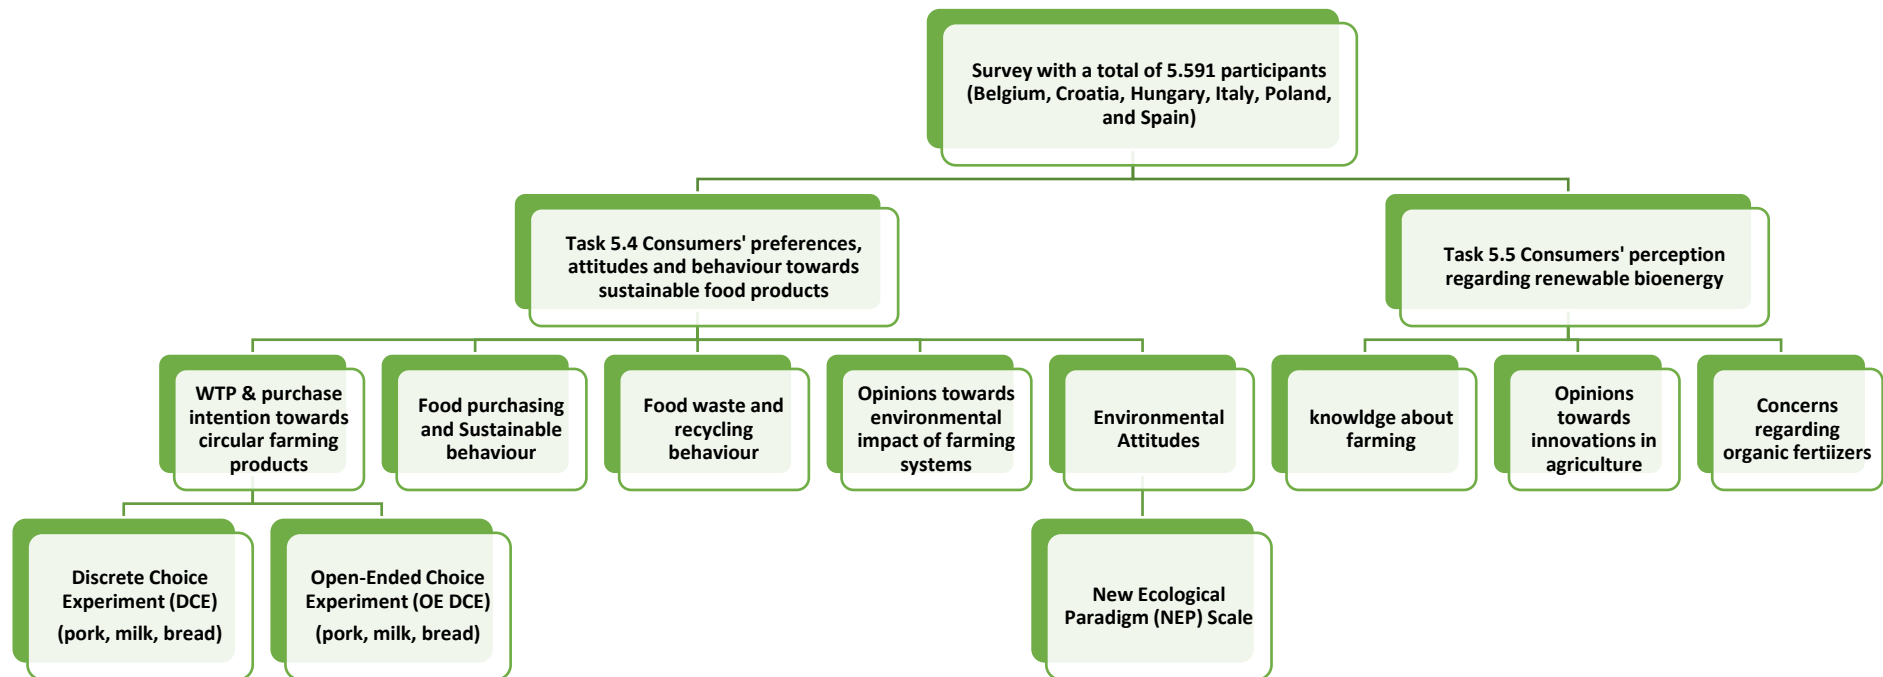 Survey with a total of 5.591 participants
(Belgium, Croatia, Hungary, Italy, Poland,
and Spain)
Task 5.4 Consumers' preferences,
attitudes and behaviour towards
sustainable food products
Task 5.5 Consumers' perception
regarding renewable bioenergy
WTP & purchase
intention towards
circular farming
products
Food purchasing
and Sustainable
behaviour
Food waste and
recycling
behaviour
Opinions towards
environmental
impact of farming
systems
Environmental
Attitudes
knowldge about
farming
Opinions
towards
innovations in
agriculture
Concerns
regarding
organic fertiizers
Discrete Choice
Experiment (DCE)
(pork, milk, bread)
Open-Ended Choice
Experiment (OE DCE)
(pork, milk, bread)
New Ecological
Paradigm (NEP) Scale